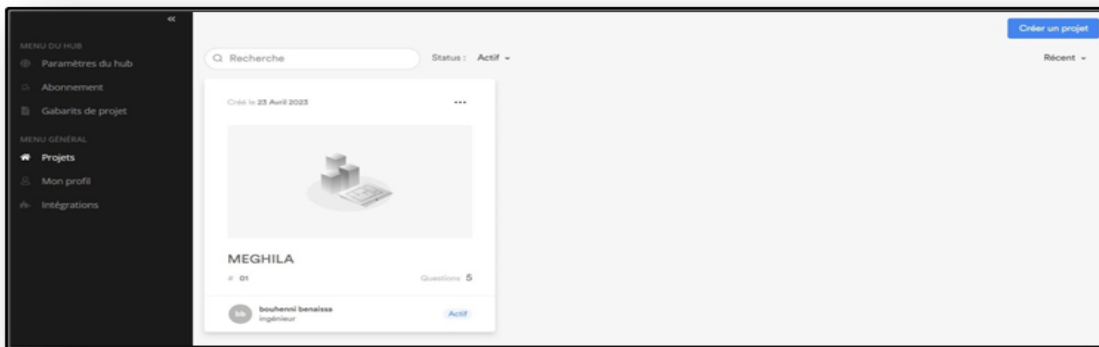 «
Créer un projet
MENU DU HUB
Paramètres du hub
Abonnement
Gabarits de projet
MENU GÉNÉRAL
Projets
Mon profil
Intégrations
Recherche
Status : Actif
Récent
Créé le 23 Avril 2023
•••
MEGHILA
# 01
Questions 5
bb
bouhenni benaissa
ingénieur
Actif